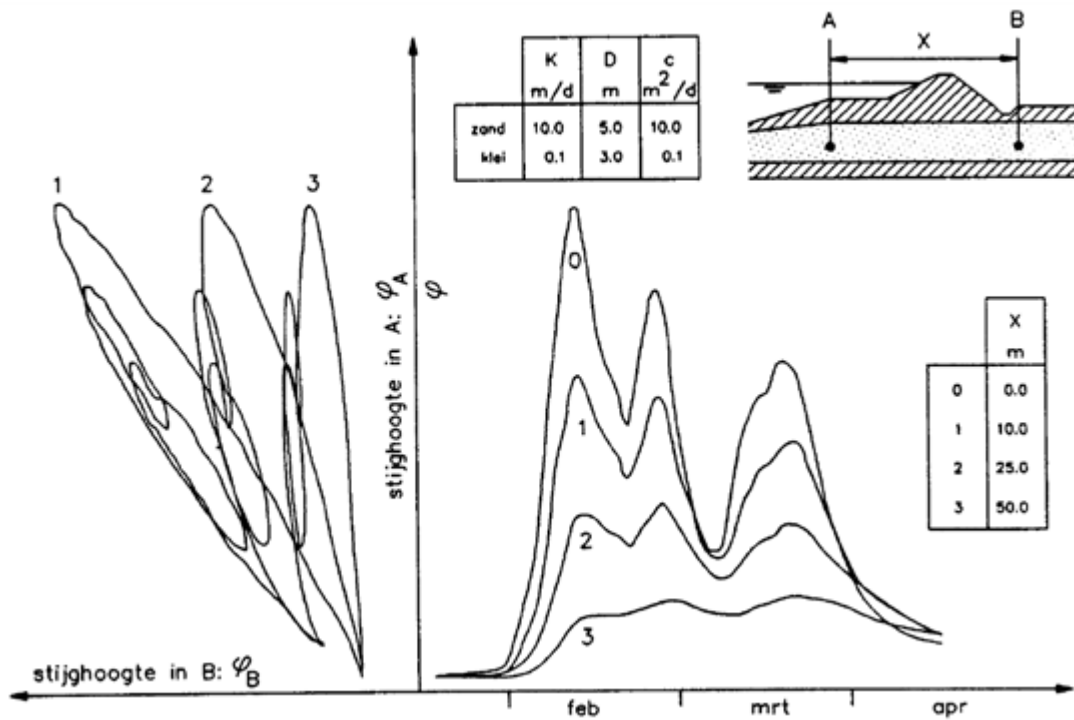 K
D
c
m/d
m
m²/d
zand
10.0
5.0
10.0
klei
0.1
3.0
0.1
A
B
X
1
2
3
stijghoogte in A: φA
φ
0
1
2
3
X
m
0
0.0
1
10.0
2
25.0
3
50.0
stijghoogte in B: φB
feb
mrt
apr